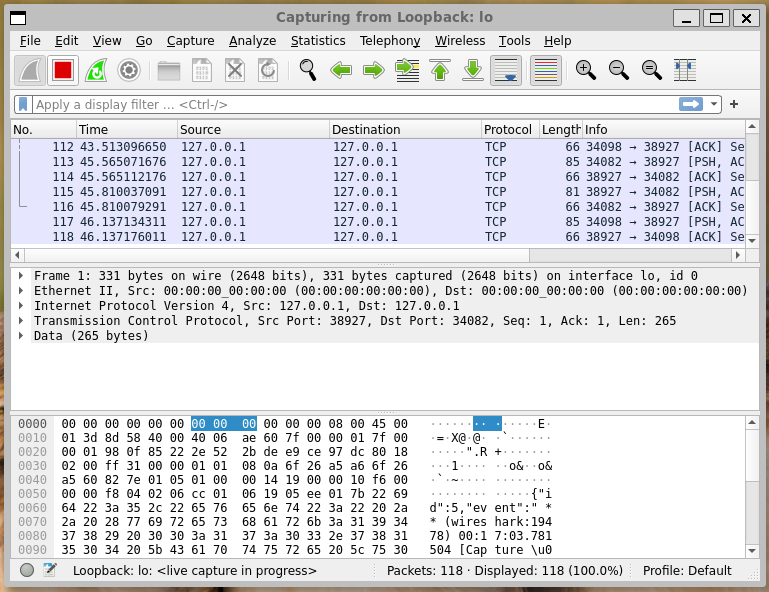 Capturing from Loopback: lo
File Edit View Go Capture Analyze Statistics Telephony Wireless Tools Help
Apply a display filter ... <Ctrl-/>
No. Time Source Destination Protocol Length Info
112 43.513096650 127.0.0.1 127.0.0.1 TCP 66 34098 → 38927 [ACK] Se
113 45.565071676 127.0.0.1 127.0.0.1 TCP 85 34082 → 38927 [PSH, AC
114 45.565112176 127.0.0.1 127.0.0.1 TCP 66 38927 → 34082 [ACK] Se
115 45.810037091 127.0.0.1 127.0.0.1 TCP 81 38927 → 34082 [PSH, AC
116 45.810079291 127.0.0.1 127.0.0.1 TCP 66 34082 → 38927 [ACK] Se
117 46.137134311 127.0.0.1 127.0.0.1 TCP 85 34098 → 38927 [PSH, AC
118 46.137176011 127.0.0.1 127.0.0.1 TCP 66 38927 → 34098 [ACK] Se
Frame 1: 331 bytes on wire (2648 bits), 331 bytes captured (2648 bits) on interface lo, id 0
Ethernet II, Src: 00:00:00_00:00:00 (00:00:00:00:00:00), Dst: 00:00:00_00:00:00 (00:00:00:00:00:00)
Internet Protocol Version 4, Src: 127.0.0.1, Dst: 127.0.0.1
Transmission Control Protocol, Src Port: 38927, Dst Port: 34082, Seq: 1, Ack: 1, Len: 265
Data (265 bytes)
0000 00 00 00 00 00 00 00 00 00 00 00 00 08 00 45 00 ········ ······E·
0010 01 3d 8d 58 40 00 40 06 ae 60 7f 00 00 01 7f 00 ·=·X@·@· ·`······
0020 00 01 98 0f 85 22 2e 52 2b de e9 ce 97 dc 80 18 ·····".R +·······
0030 02 00 ff 31 00 00 01 01 08 0a 6f 26 a5 a6 6f 26 ···1···· ··o&··o&
0040 a5 60 82 7e 01 05 01 00 00 14 19 00 00 10 f6 00 ·`·~···· ········
0050 00 00 f8 04 02 06 cc 01 06 19 05 ee 01 7b 22 69 ········ ·····{"i
0060 64 22 3a 35 2c 22 65 76 65 6e 74 22 3a 22 20 2a d":5,"ev ent":" *
0070 2a 20 28 77 69 72 65 73 68 61 72 6b 3a 31 39 34 * (wires hark:194
0080 37 38 29 20 30 30 3a 31 37 3a 30 33 2e 37 38 31 78) 00:1 7:03.781
0090 35 30 34 20 5b 43 61 70 74 75 72 65 20 5c 75 30 504 [Cap ture \u0
Loopback: lo: <live capture in progress> Packets: 118 · Displayed: 118 (100.0%) Profile: Default